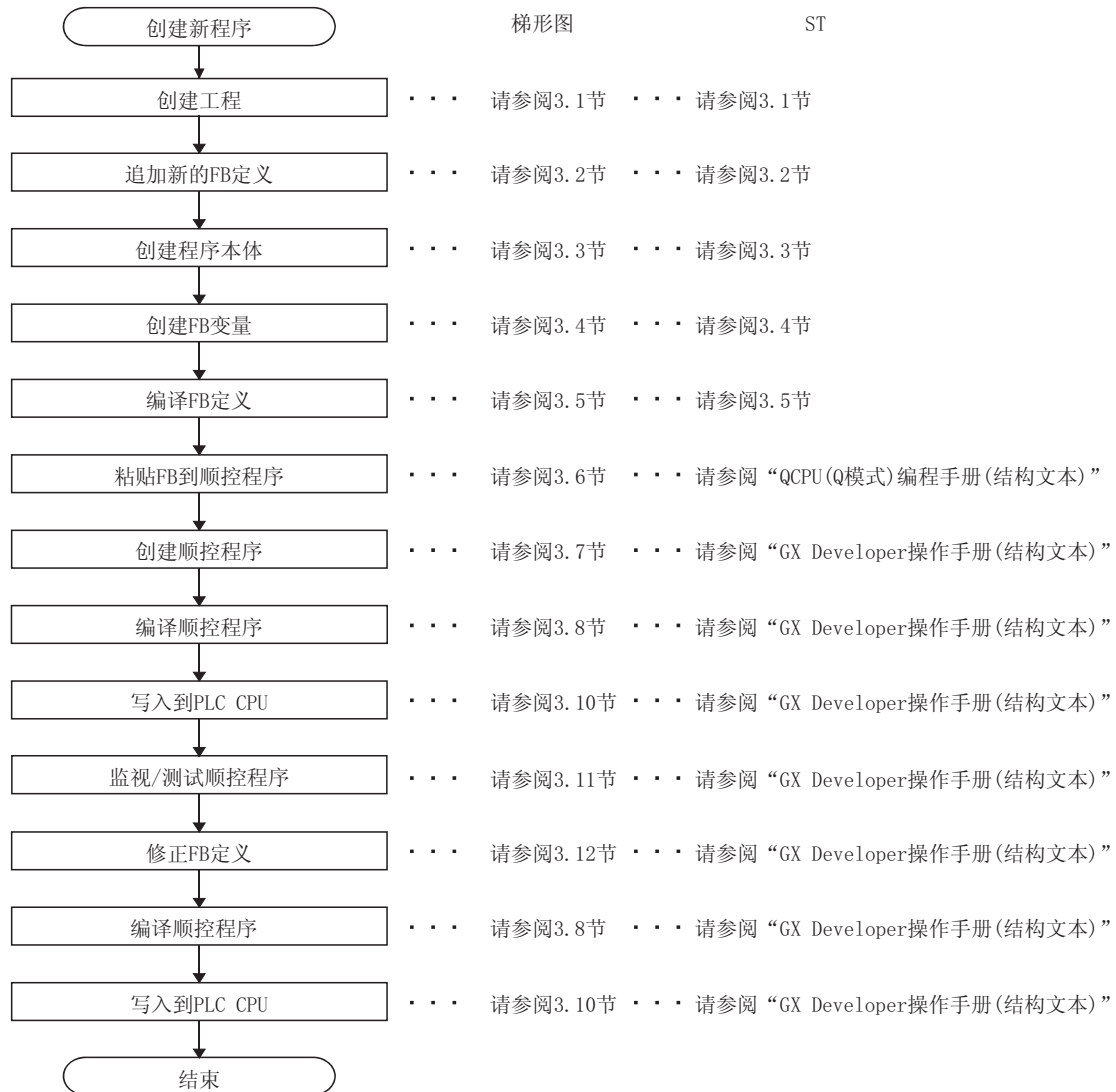 创建新程序 梯形图 ST
创建工程 ··· 请参阅3.1节 ··· 请参阅3.1节
追加新的FB定义 ··· 请参阅3.2节 ··· 请参阅3.2节
创建程序本体 ··· 请参阅3.3节 ··· 请参阅3.3节
创建FB变量 ··· 请参阅3.4节 ··· 请参阅3.4节
编译FB定义 ··· 请参阅3.5节 ··· 请参阅3.5节
粘贴FB到顺控程序 ··· 请参阅3.6节 ··· 请参阅“QCPU(Q模式)编程手册(结构文本)”
创建顺控程序 ··· 请参阅3.7节 ··· 请参阅“GX Developer操作手册(结构文本)”
编译顺控程序 ··· 请参阅3.8节 ··· 请参阅“GX Developer操作手册(结构文本)”
写入到PLC CPU ··· 请参阅3.10节 ··· 请参阅“GX Developer操作手册(结构文本)”
监视/测试顺控程序 ··· 请参阅3.11节 ··· 请参阅“GX Developer操作手册(结构文本)”
修正FB定义 ··· 请参阅3.12节 ··· 请参阅“GX Developer操作手册(结构文本)”
编译顺控程序 ··· 请参阅3.8节 ··· 请参阅“GX Developer操作手册(结构文本)”
写入到PLC CPU ··· 请参阅3.10节 ··· 请参阅“GX Developer操作手册(结构文本)”
结束